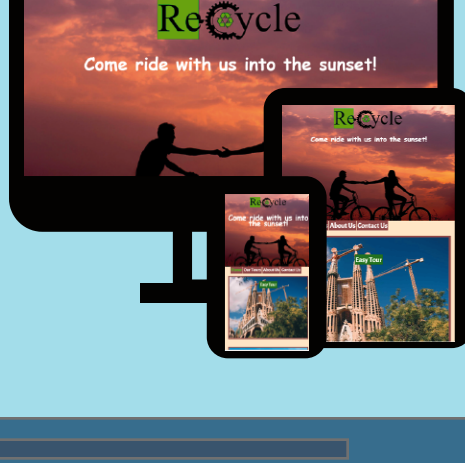 ReCycle
Come ride with us into the sunset!
ReCycle
Come ride with us into the sunset!
About Us Contact Us
Easy Tour
ReCycle
Come ride with us into
the sunset!
Home Our Tours About Us Contact Us
Easy Tour